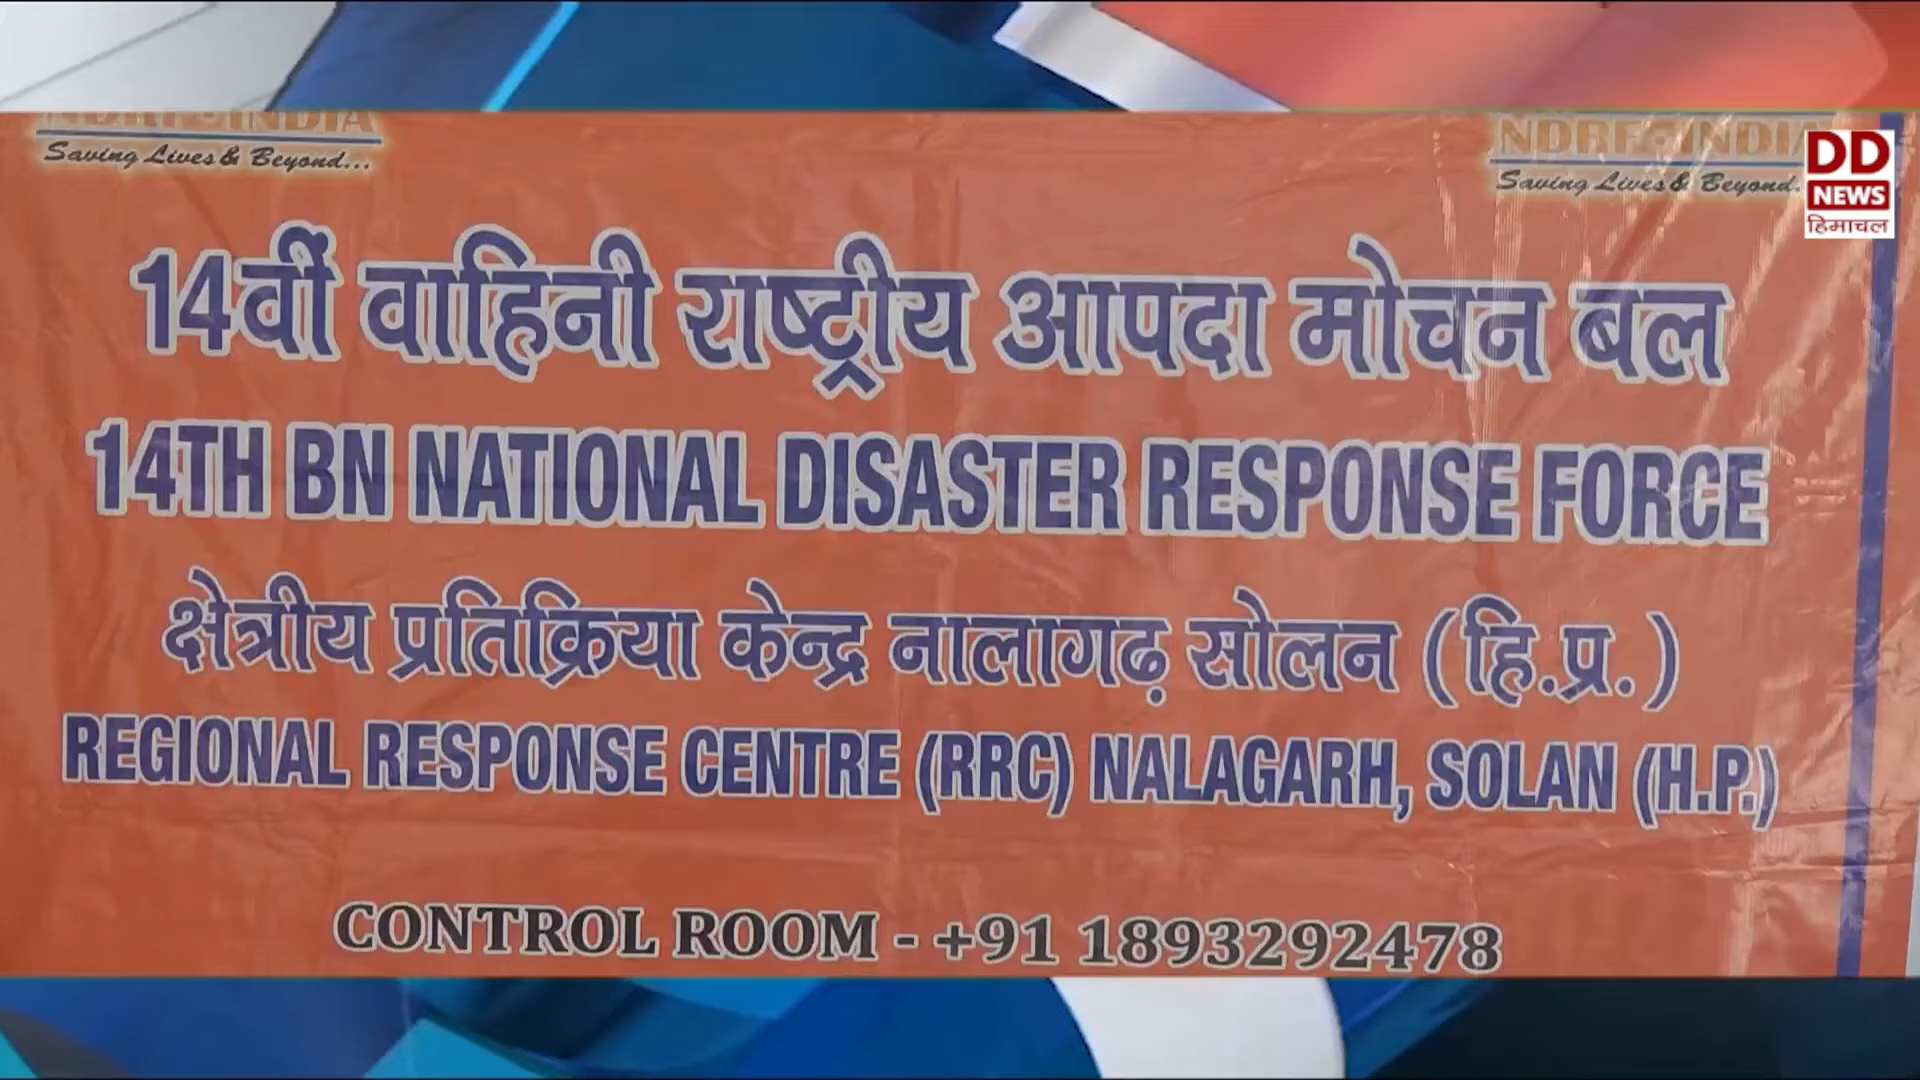 NDRF-INDIA
Saving Lives & Beyond...
NDRF-INDIA
Saving Lives & Beyond.
DD
NEWS
हिमाचल
14वीं वाहिनी राष्ट्रीय आपदा मोचन बल
14TH BN NATIONAL DISASTER RESPONSE FORCE
क्षेत्रीय प्रतिक्रिया केन्द्र नालागढ़ सोलन (हि.प्र.)
REGIONAL RESPONSE CENTRE (RRC) NALAGARH, SOLAN (H.P.)
CONTROL ROOM - +91 1893292478